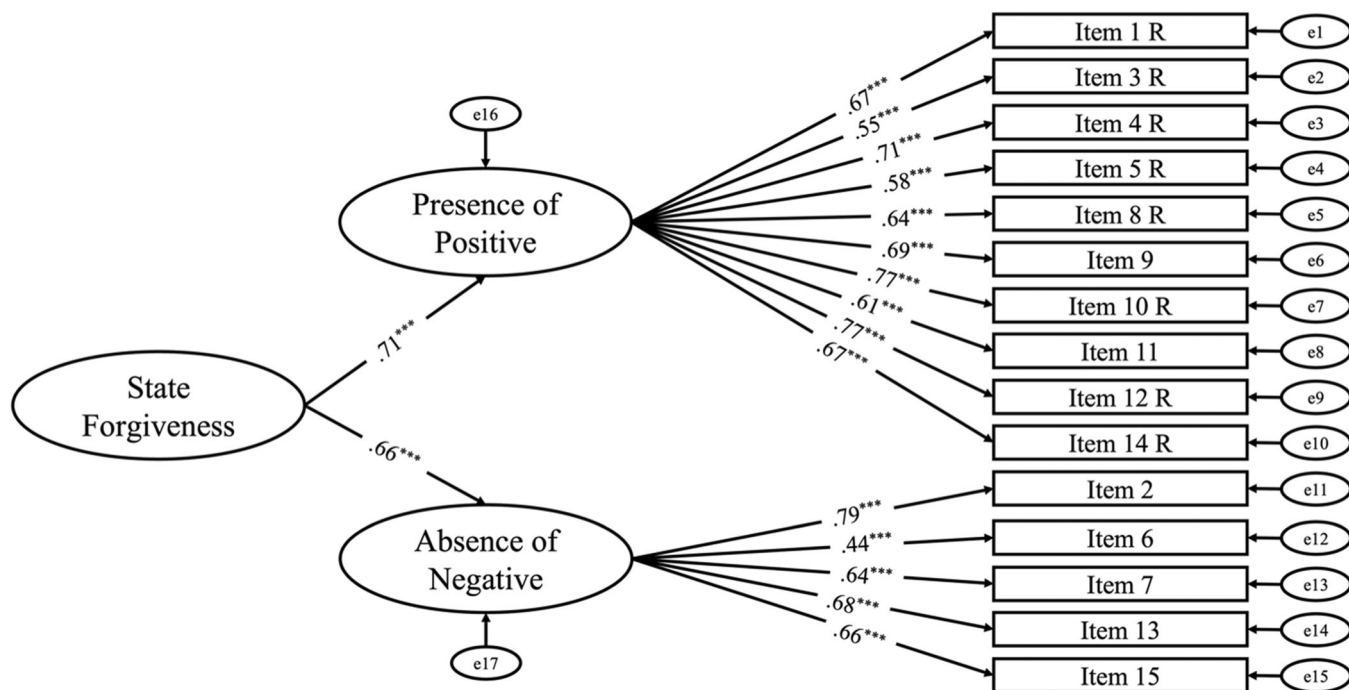 Item 1 R
e1
Item 3 R
e2
e16
.67***
.55***
Item 4 R
e3
.71***
Item 5 R
e4
.58***
Presence of
Positive
Item 8 R
e5
.64***
.69***
Item 9
e6
.77***
Item 10 R
e7
.61***
.77***
.67***
Item 11
e8
.71***
Item 12 R
e9
State
Forgiveness
Item 14 R
e10
.66***
Item 2
e11
.79***
Item 6
e12
.44***
Absence of
Negative
.64***
Item 7
e13
.68***
Item 13
e14
.66***
e17
Item 15
e15